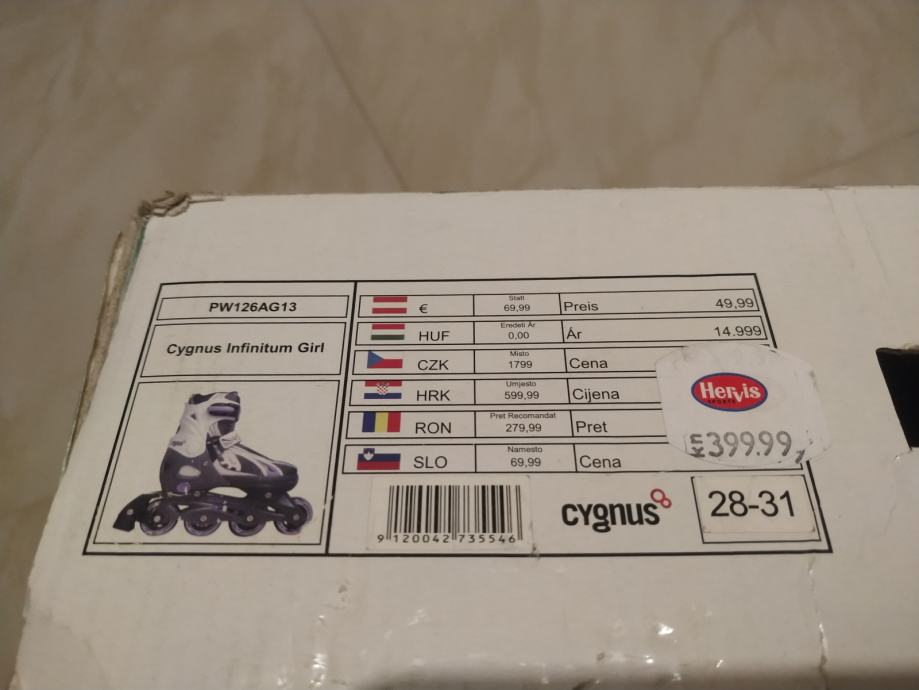 PW126AG13
Cygnus Infinitum Girl
€ Statt 69,99 Preis 49,99
HUF Eredeti Ár 0,00 Ár 14.999
CZK Misto 1799 Cena
HRK Umjesto 599,99 Cijena
RON Pret Recomandat 279,99 Pret
SLO Namesto 69,99 Cena
Hervis
SPORTS
399.99
9 120042 735546
cygnus
28-31